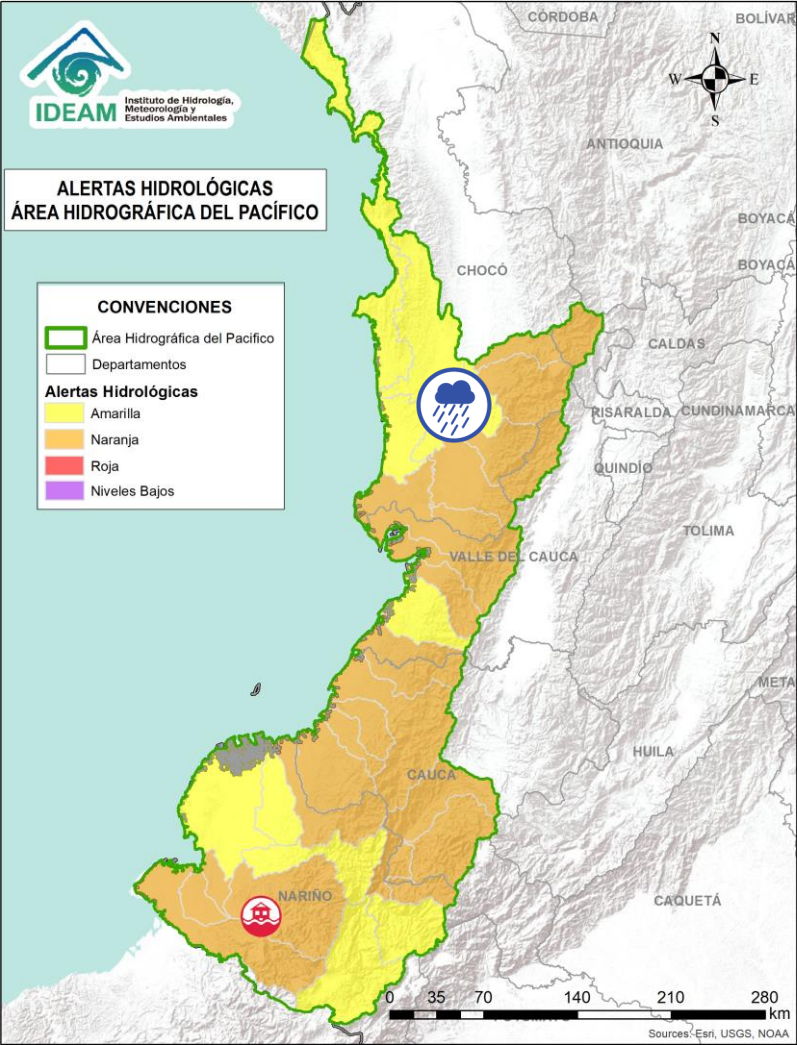 IDEAM
Instituto de Hidrología,
Meteorología y
Estudios Ambientales
ALERTAS HIDROLÓGICAS
ÁREA HIDROGRÁFICA DEL PACÍFICO
CONVENCIONES
Área Hidrográfica del Pacifico
Departamentos
Alertas Hidrológicas
Amarilla
Naranja
Roja
Niveles Bajos
CÓRDOBA
BOLÍVAR
N
W
E
S
ANTIOQUIA
BOYACÁ
BOYACÁ
CHOCÓ
CALDAS
RISARALDA
CUNDINAMARCA
QUINDÍO
TOLIMA
VALLE DEL CAUCA
META
HUILA
CAUCA
NARIÑO
CAQUETÁ
0 35 70 140 210 280
km
Sources: Esri, USGS, NOAA